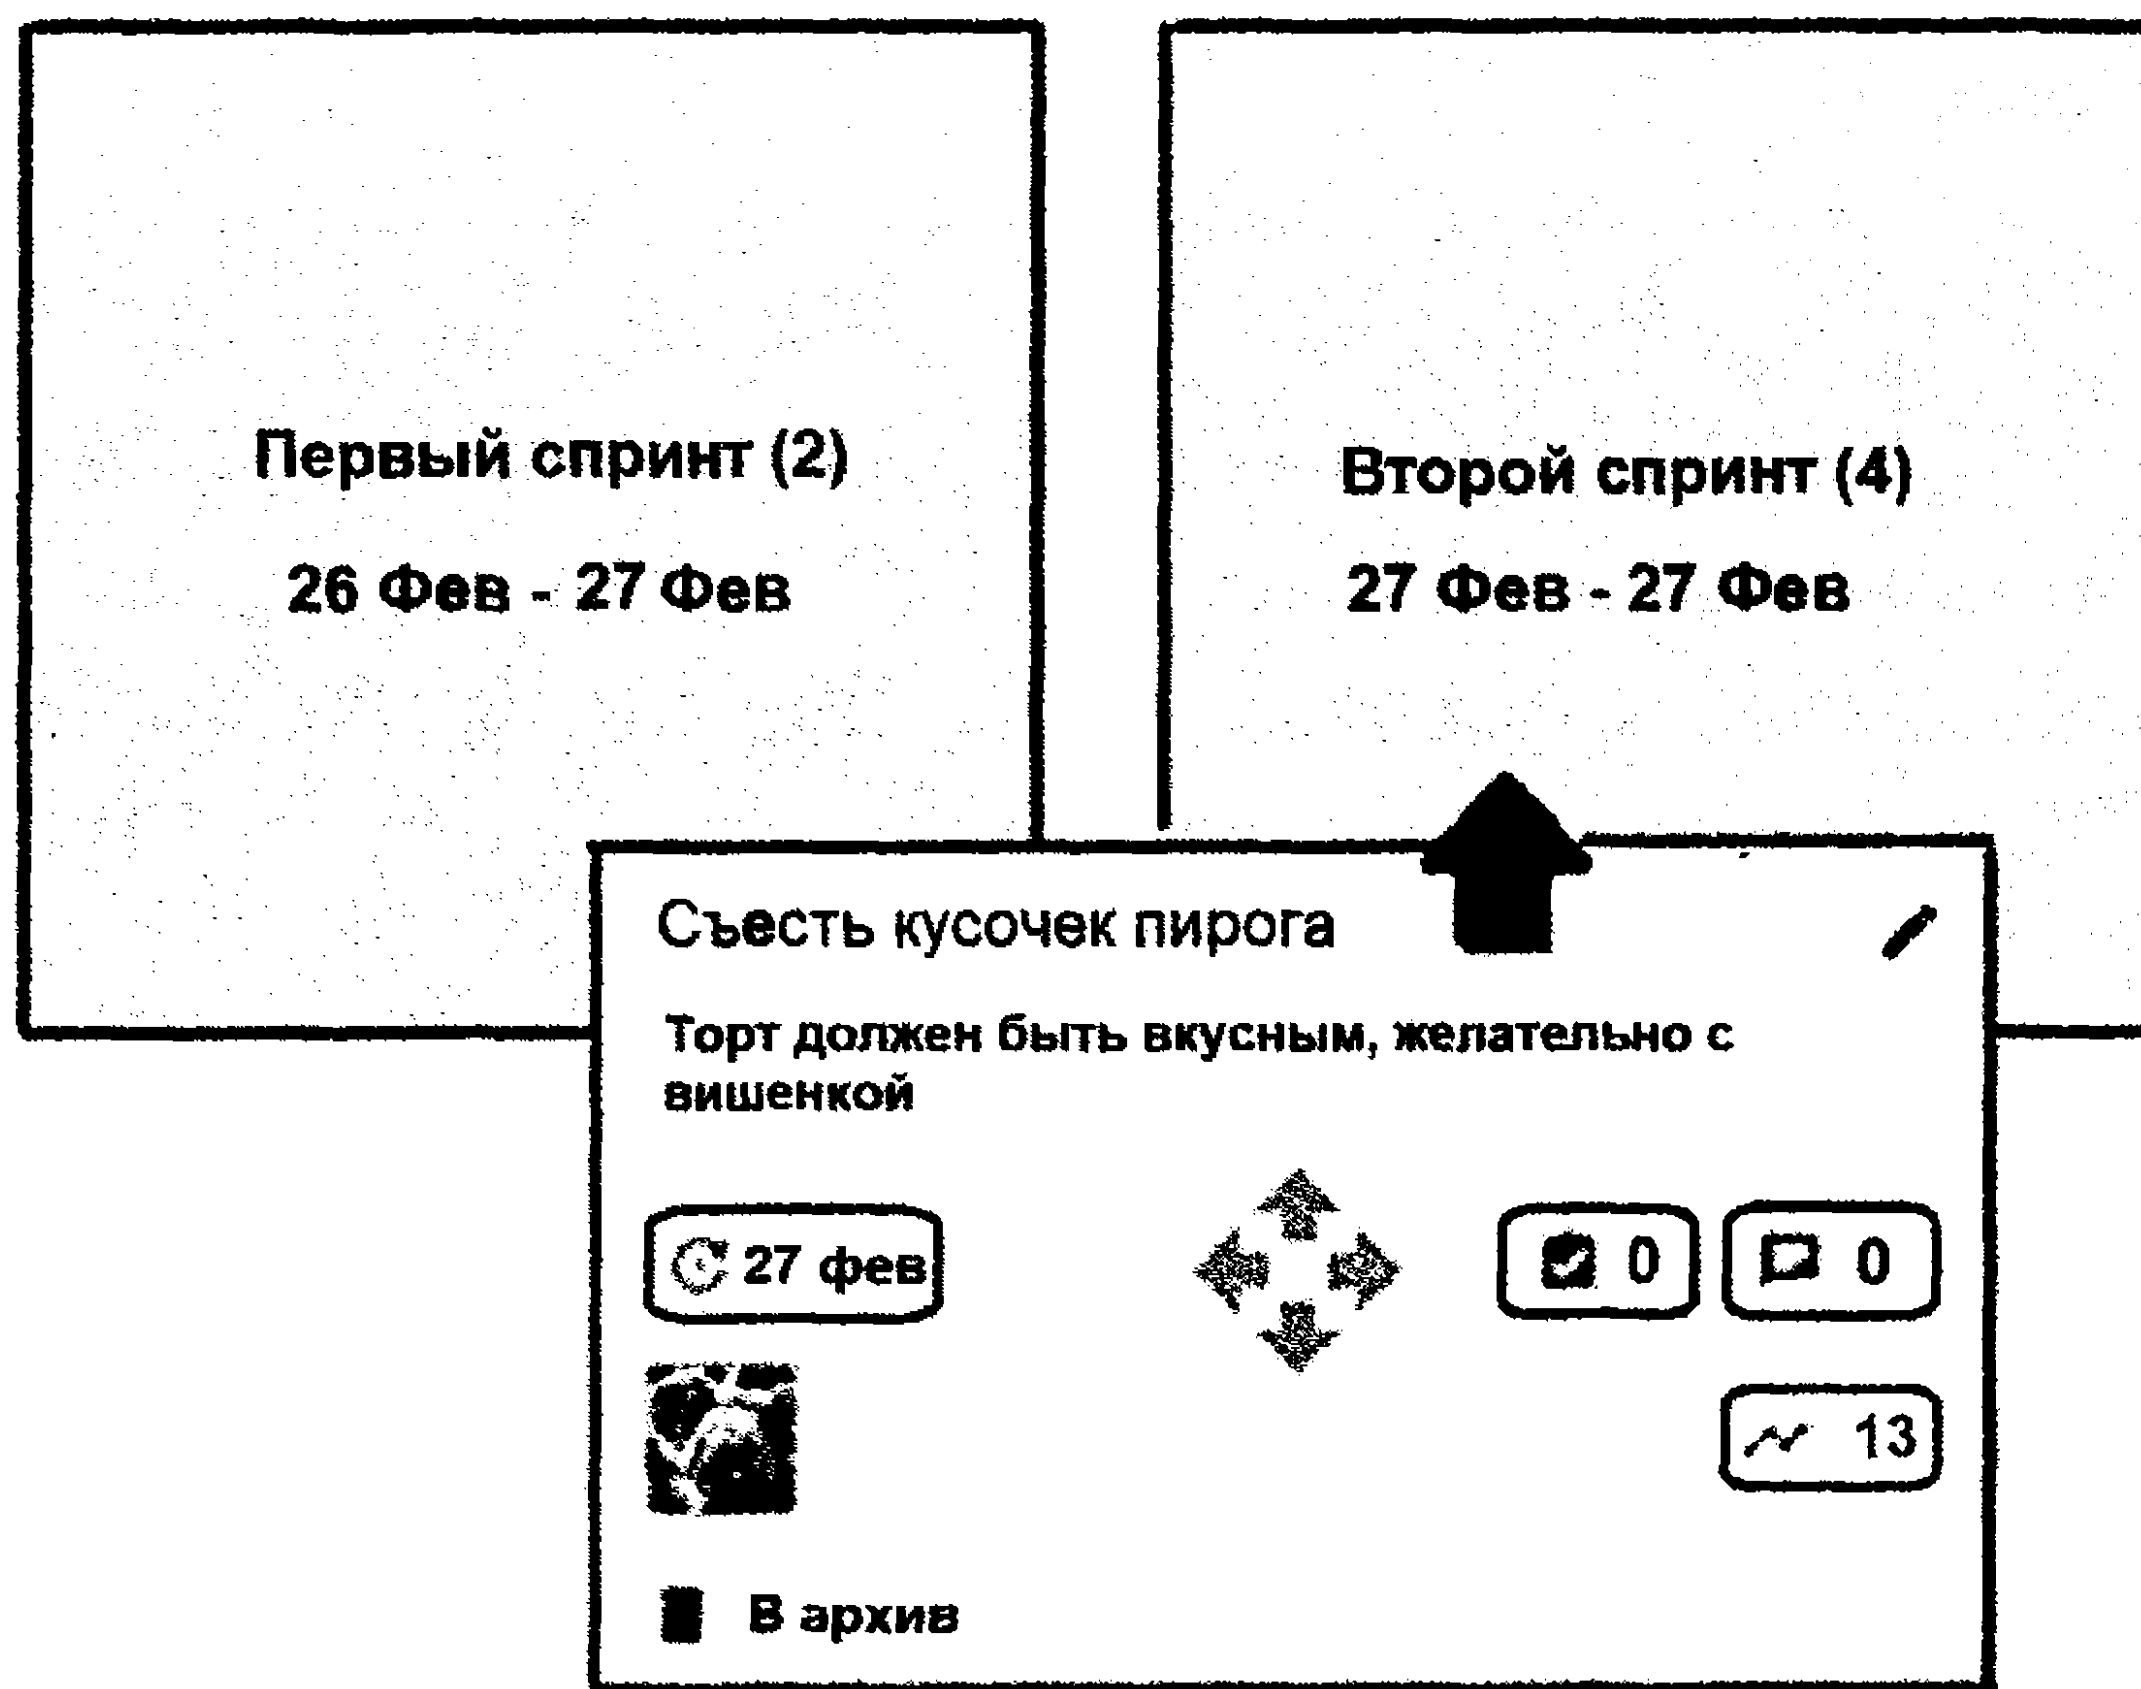 Первый спринт (2)
26 Фев - 27 Фев
Второй спринт (4)
27 Фев - 27 Фев
Съесть кусочек пирога
Торт должен быть вкусным, желательно с
вишенкой
27 фев
0
0
13
В архив